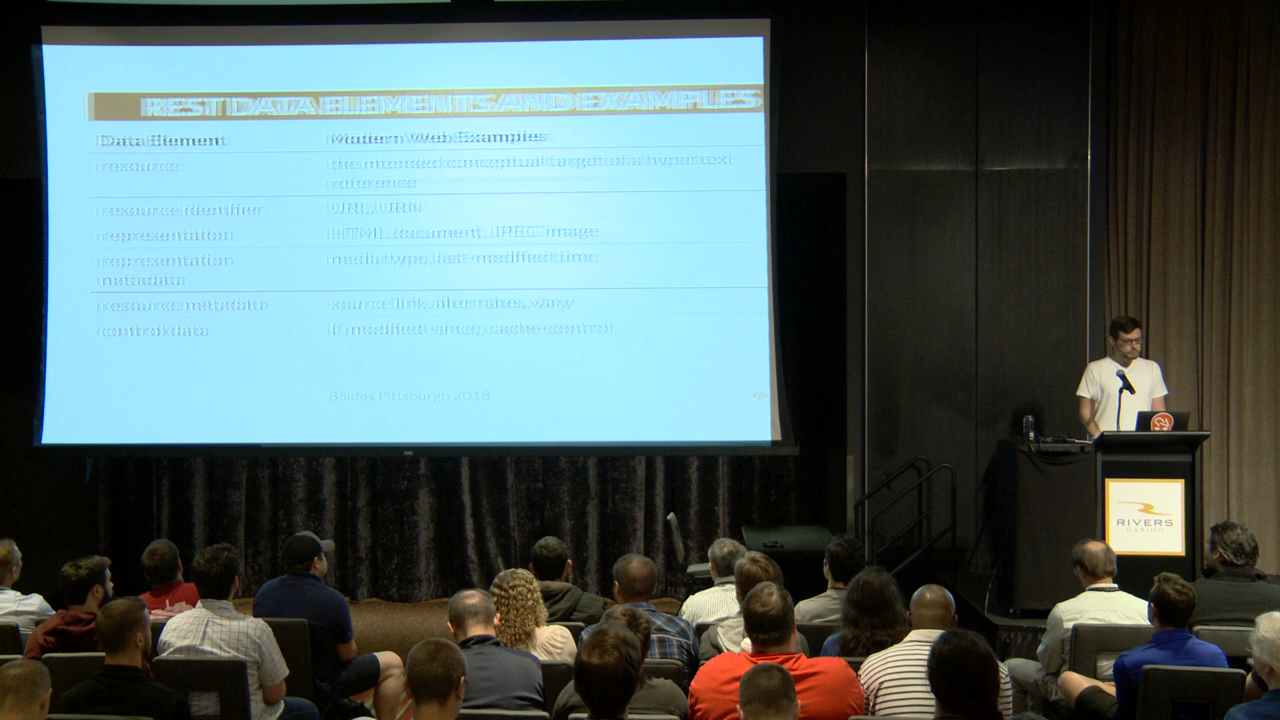 REST DATA ELEMENTS AND EXAMPLES
Data Element Modern Web Examples
resource the intended conceptual target of a hypertext
reference
resource identifier URL, URN
representation HTML document, JPEG image
representation media type, last-modified time
metadata
resource metadata source link, alternates, vary
control data if-modified-since, cache-control
BSides Pittsburgh 2018
RIVERS
CASINO